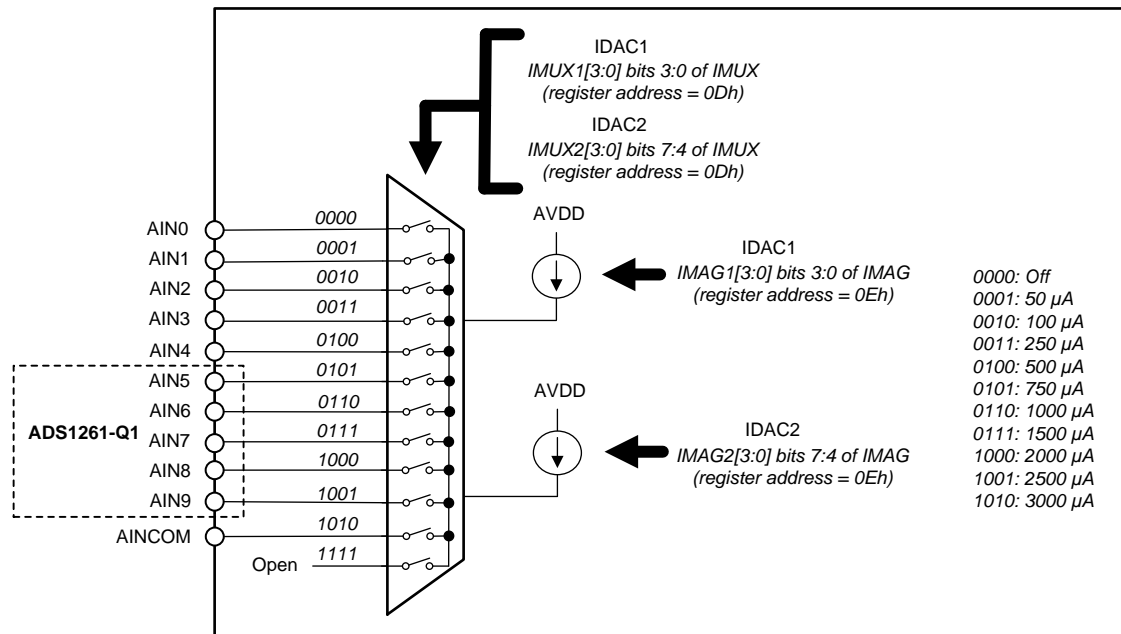 IDAC1
IMUX1[3:0] bits 3:0 of IMUX
(register address = 0Dh)
IDAC2
IMUX2[3:0] bits 7:4 of IMUX
(register address = 0Dh)
AIN0
0000
AIN1
0001
AIN2
0010
AIN3
0011
AIN4
0100
AIN5
0101
AIN6
0110
ADS1261-Q1
AIN7
0111
AIN8
1000
AIN9
1001
AINCOM
1010
Open
1111
AVDD
IDAC1
IMAG1[3:0] bits 3:0 of IMAG
(register address = 0Eh)
AVDD
IDAC2
IMAG2[3:0] bits 7:4 of IMAG
(register address = 0Eh)
0000: Off
0001: 50 µA
0010: 100 µA
0011: 250 µA
0100: 500 µA
0101: 750 µA
0110: 1000 µA
0111: 1500 µA
1000: 2000 µA
1001: 2500 µA
1010: 3000 µA